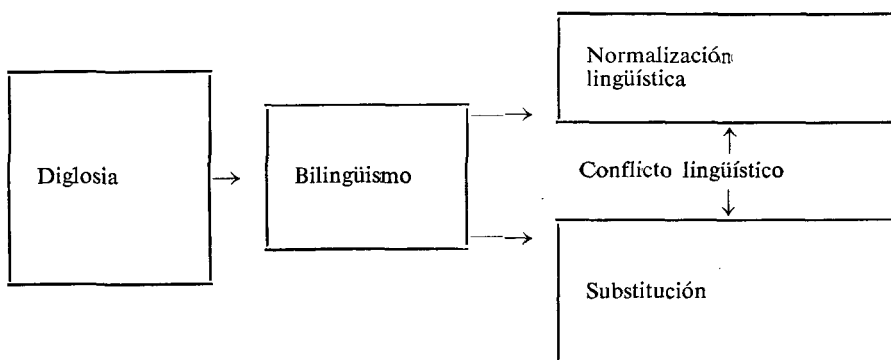 Normalización
lingüística
Diglosia
Bilingüismo
Conflicto lingüístico
Substitución